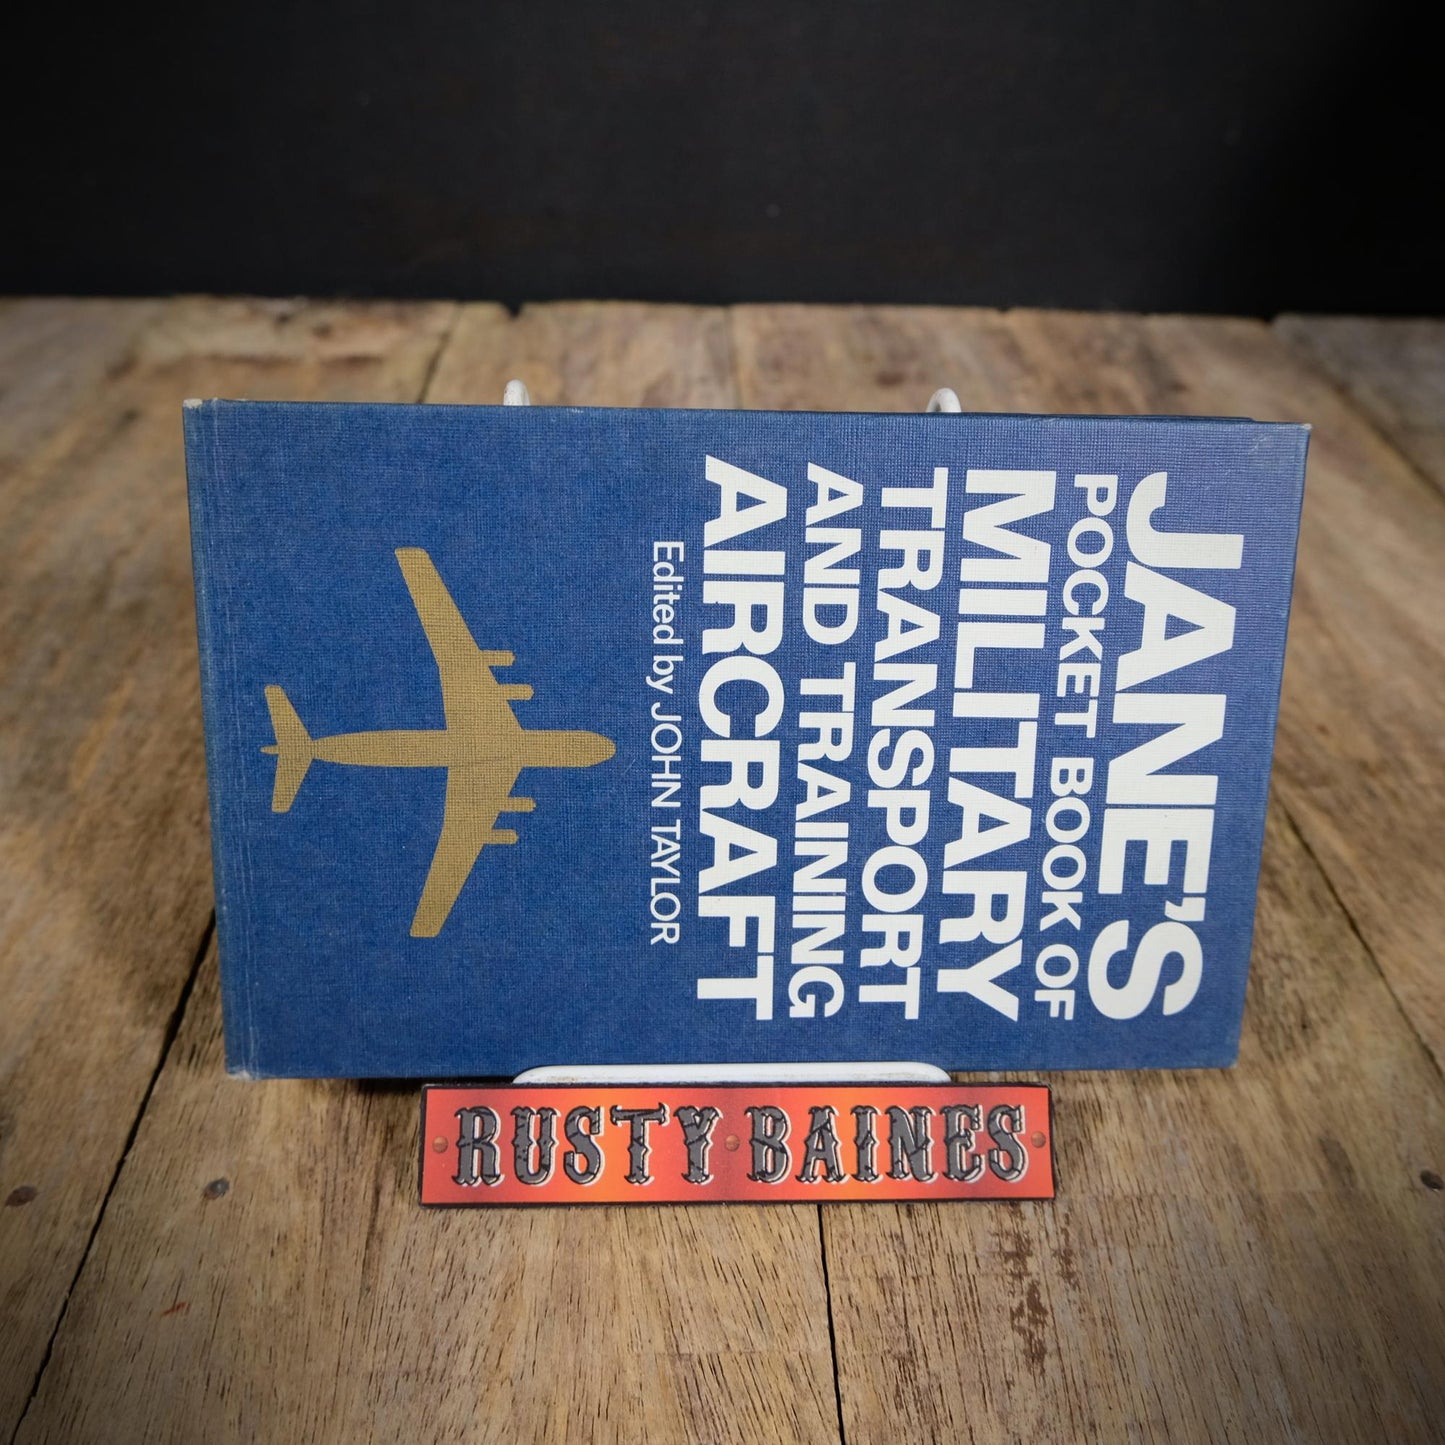 JANE'S
POCKET BOOK OF
MILITARY
TRANSPORT
AND TRAINING
AIRCRAFT
Edited by JOHN TAYLOR
RUSTY BAINES